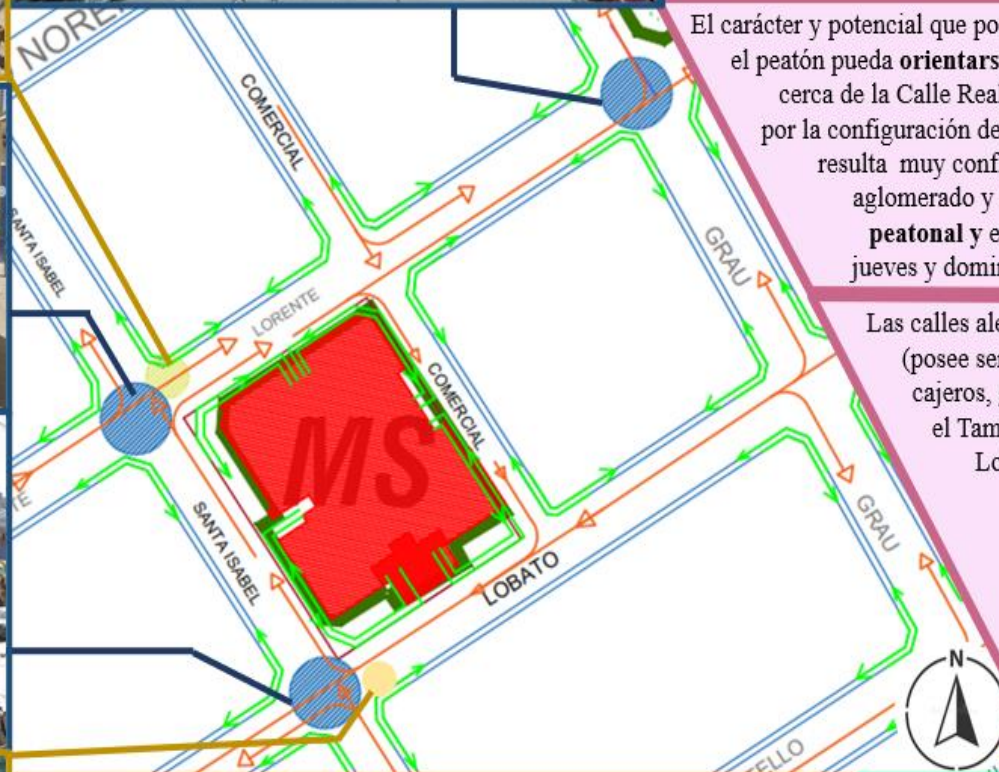 NORE
COMERCIAL
El carácter y potencial que po
el peatón pueda orientars
cerca de la Calle Rea
por la configuración de
resulta muy conf
aglomerado y
peatonal y e
jueves y domi
SANTA ISABEL
GRAU
LORENTE
Las calles ale
(posee se
cajeros,
el Tam
Lo
COMERCIAL
MS
TE
SANTA ISABEL
GRAU
LOBATO
N
ELLO